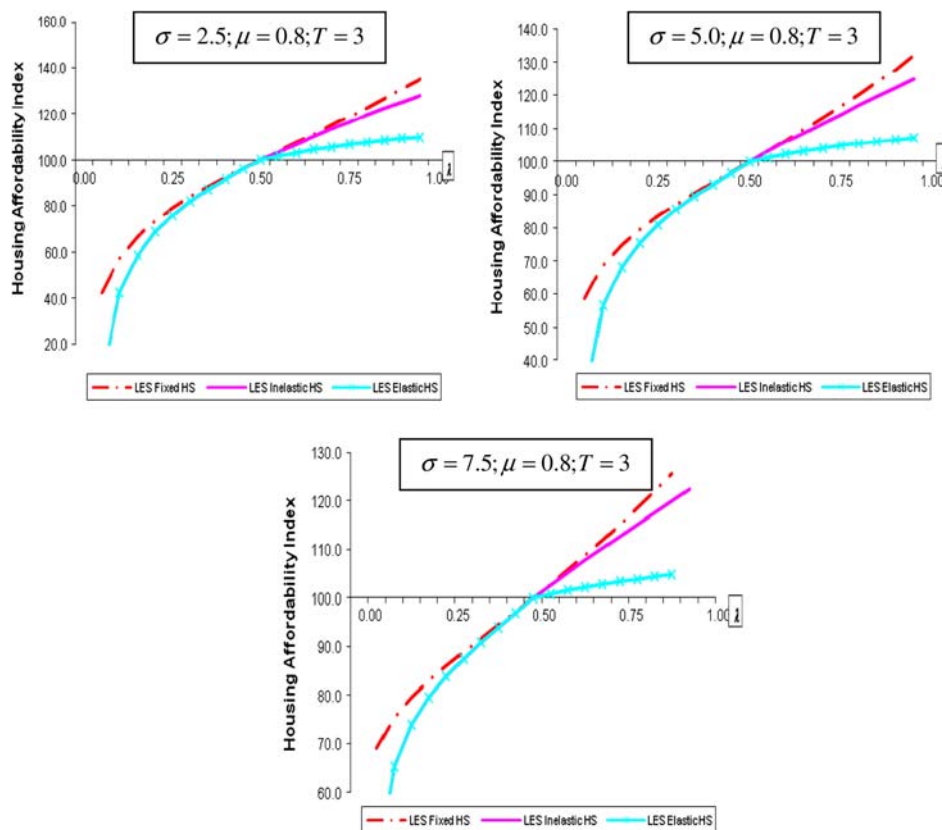 σ = 2.5; μ = 0.8; T = 3
160.0
140.0
120.0
100.0
80.0
60.0
40.0
20.0
Housing Affordability Index
0.00 0.25 0.50 0.75 1.00
λ
LES Fixed HS LES Inelastic HS LES Elastic HS
σ = 5.0; μ = 0.8; T = 3
140.0
130.0
120.0
110.0
100.0
90.0
80.0
70.0
60.0
50.0
40.0
Housing Affordability Index
0.00 0.25 0.50 0.75 1.00
LES Fixed HS LES Inelastic HS LES Elastic HS
σ = 7.5; μ = 0.8; T = 3
130.0
120.0
110.0
100.0
90.0
80.0
70.0
60.0
Housing Affordability Index
0.00 0.25 0.50 0.75 1.00
λ
LES Fixed HS LES Inelastic HS LES Elastic HS